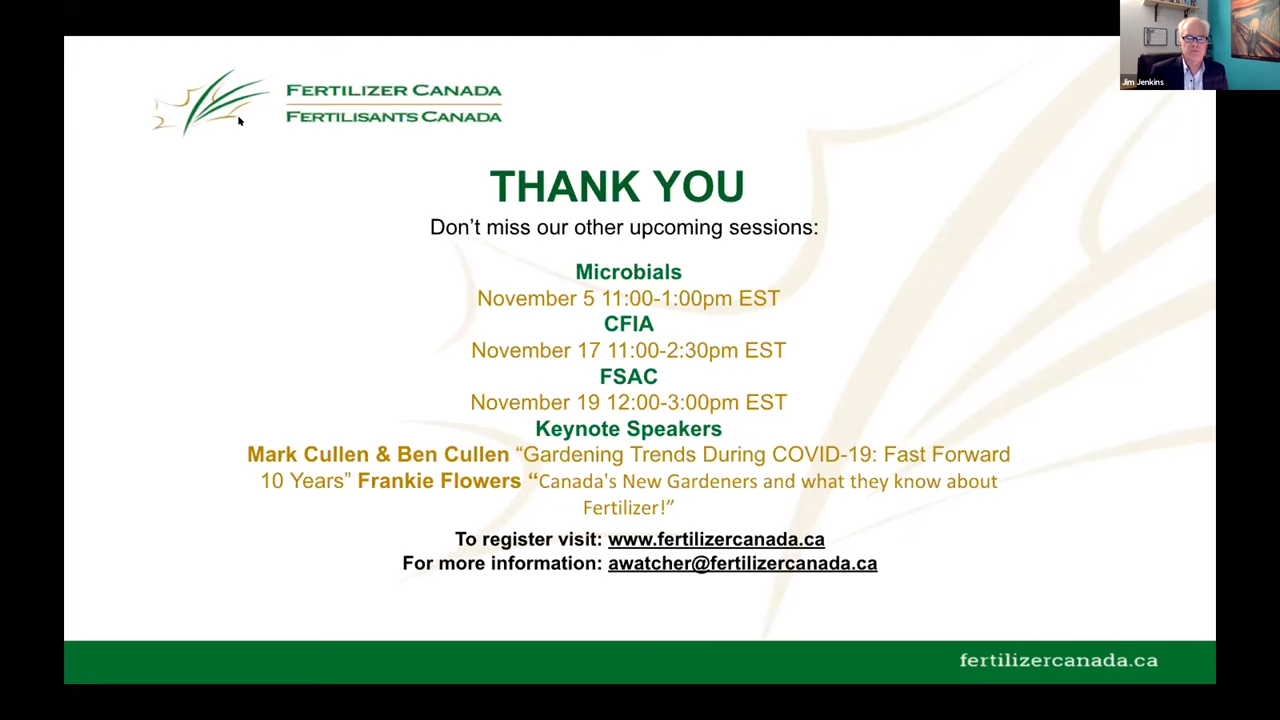 Jim Jenkins
FERTILIZER CANADA
FERTILISANTS CANADA
THANK YOU
Don’t miss our other upcoming sessions:
Microbials
November 5 11:00-1:00pm EST
CFIA
November 17 11:00-2:30pm EST
FSAC
November 19 12:00-3:00pm EST
Keynote Speakers
Mark Cullen & Ben Cullen “Gardening Trends During COVID-19: Fast Forward
10 Years” Frankie Flowers “Canada's New Gardeners and what they know about
Fertilizer!”
To register visit: www.fertilizercanada.ca
For more information: awatcher@fertilizercanada.ca
fertilizercanada.ca